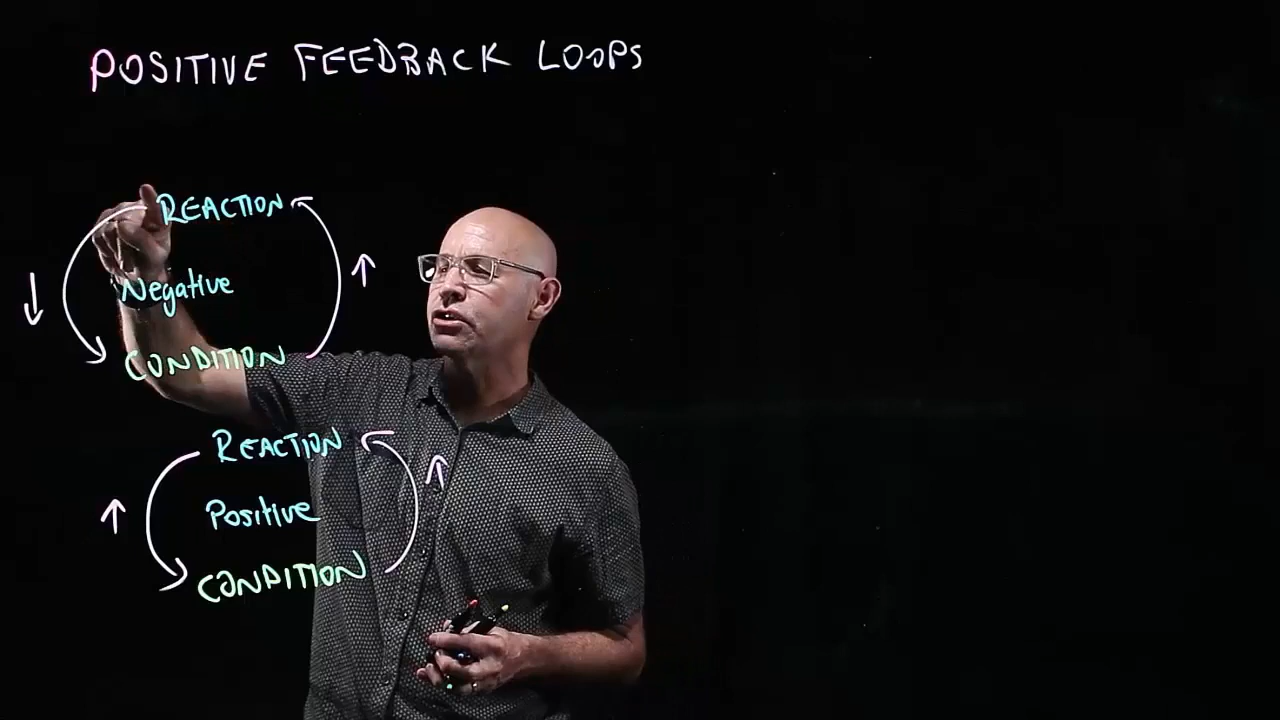 POSITIVE FEEDBACK LOOPS
REACTION
Negative
CONDITION
REACTION
Positive
CONDITION